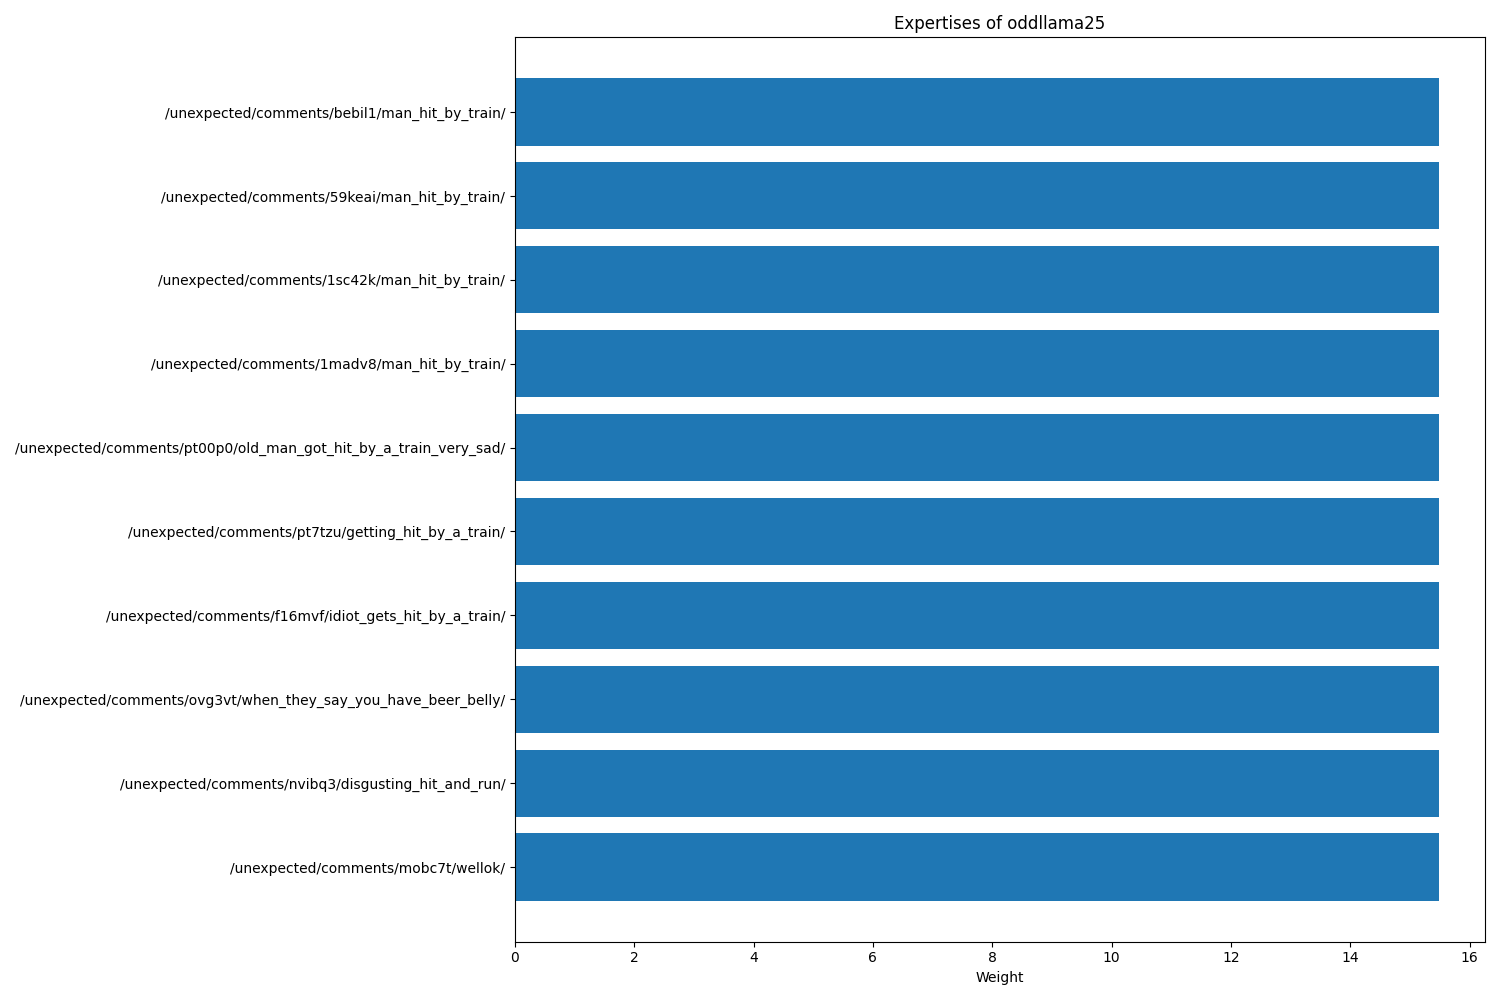 Expertises of oddllama25
/unexpected/comments/bebil1/man_hit_by_train/
/unexpected/comments/59keai/man_hit_by_train/
/unexpected/comments/1sc42k/man_hit_by_train/
/unexpected/comments/1madv8/man_hit_by_train/
/unexpected/comments/pt00p0/old_man_got_hit_by_a_train_very_sad/
/unexpected/comments/pt7tzu/getting_hit_by_a_train/
/unexpected/comments/f16mvf/idiot_gets_hit_by_a_train/
/unexpected/comments/ovg3vt/when_they_say_you_have_beer_belly/
/unexpected/comments/nvibq3/disgusting_hit_and_run/
/unexpected/comments/mobc7t/wellok/
0 2 4 6 8 10 12 14 16
Weight